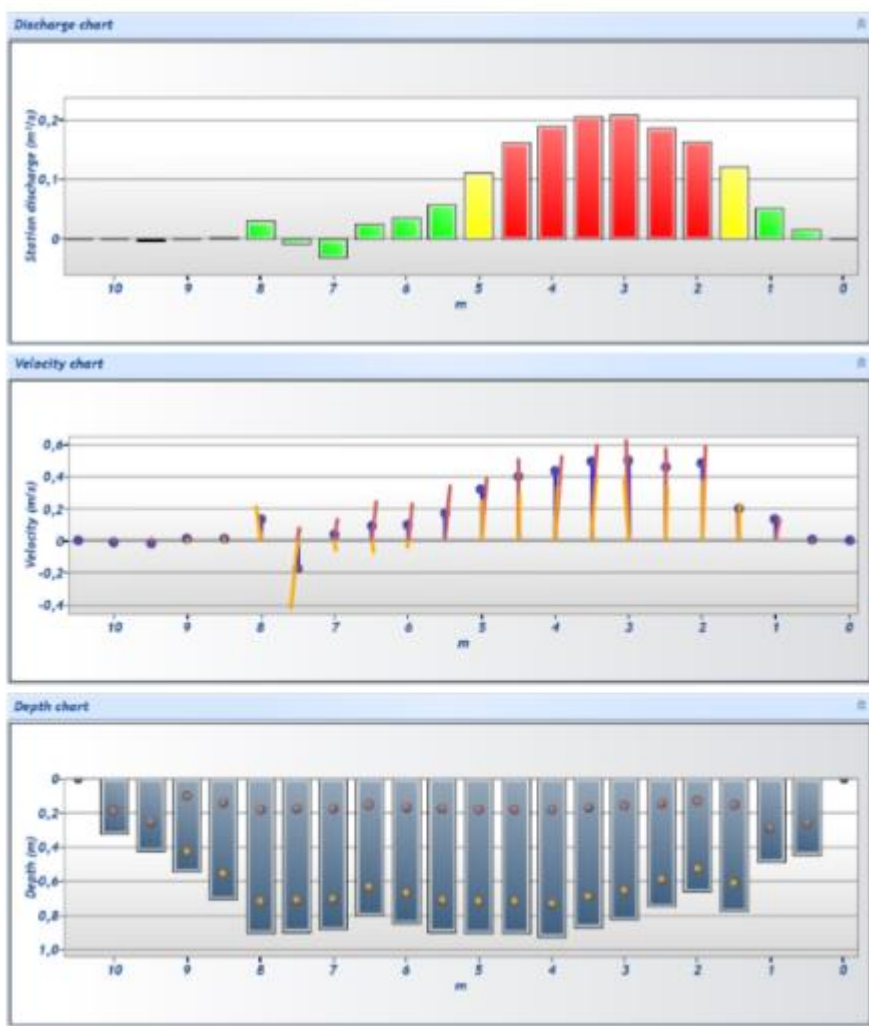 Discharge chart
Station discharge (m³/s)
0,2
0,1
0
10 9 8 7 6 5 4 3 2 1 0
m
Velocity chart
Velocity (m/s)
0,6
0,4
0,2
0
-0,2
-0,4
10 9 8 7 6 5 4 3 2 1 0
m
Depth chart
Depth (m)
0
0,2
0,4
0,6
0,8
1,0
10 9 8 7 6 5 4 3 2 1 0
m